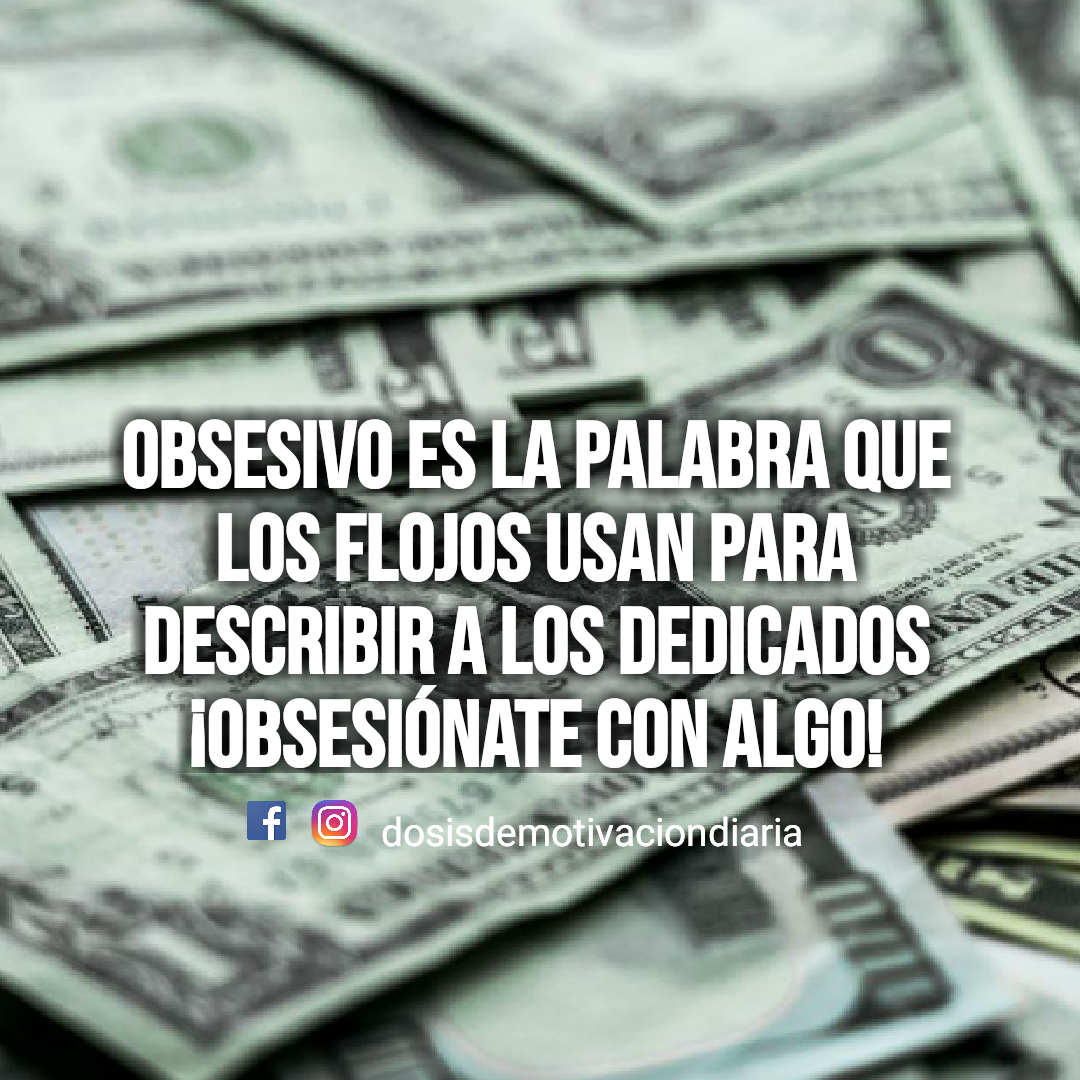 OBSESIVO ES LA PALABRA QUE
LOS FLOJOS USAN PARA
DESCRIBIR A LOS DEDICADOS
¡OBSESIÓNATE CON ALGO!
dosisdemotivaciondiaria